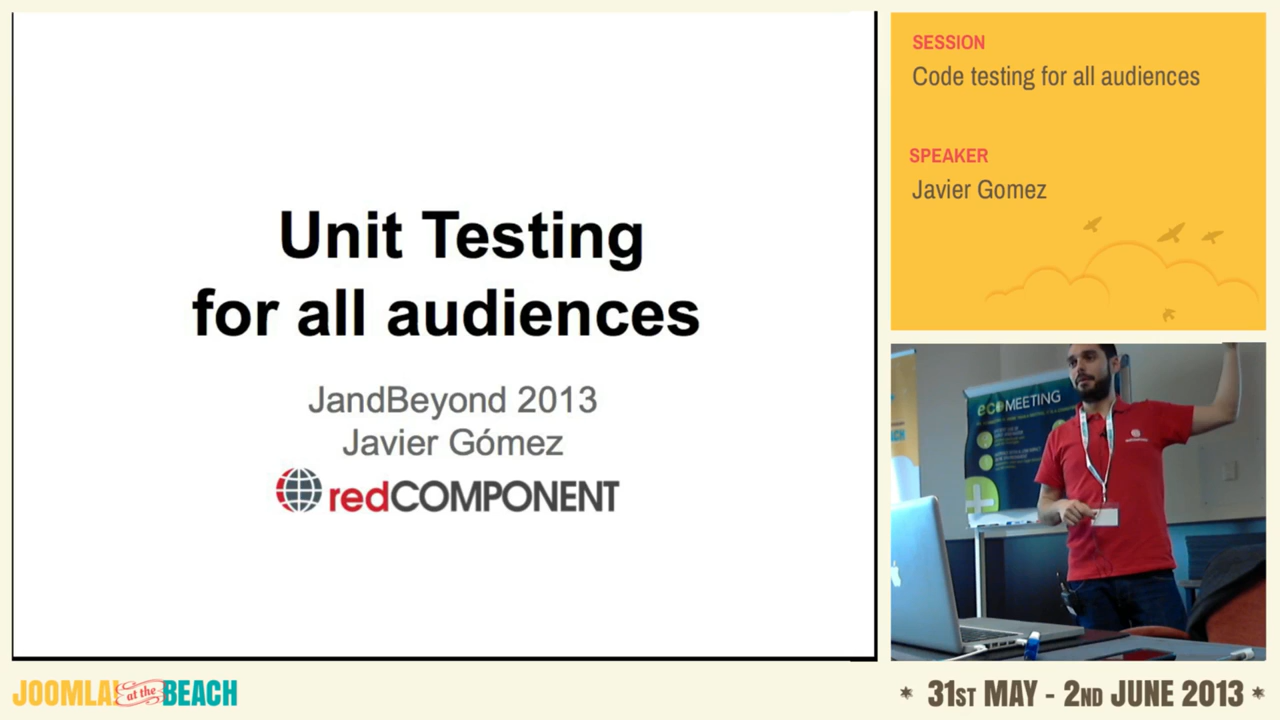 Unit Testing
for all audiences
JandBeyond 2013
Javier Gómez
redCOMPONENT
SESSION
Code testing for all audiences
SPEAKER
Javier Gomez
ecoMEETING
JOOMLA! at the BEACH
* 31ST MAY - 2ND JUNE 2013 *